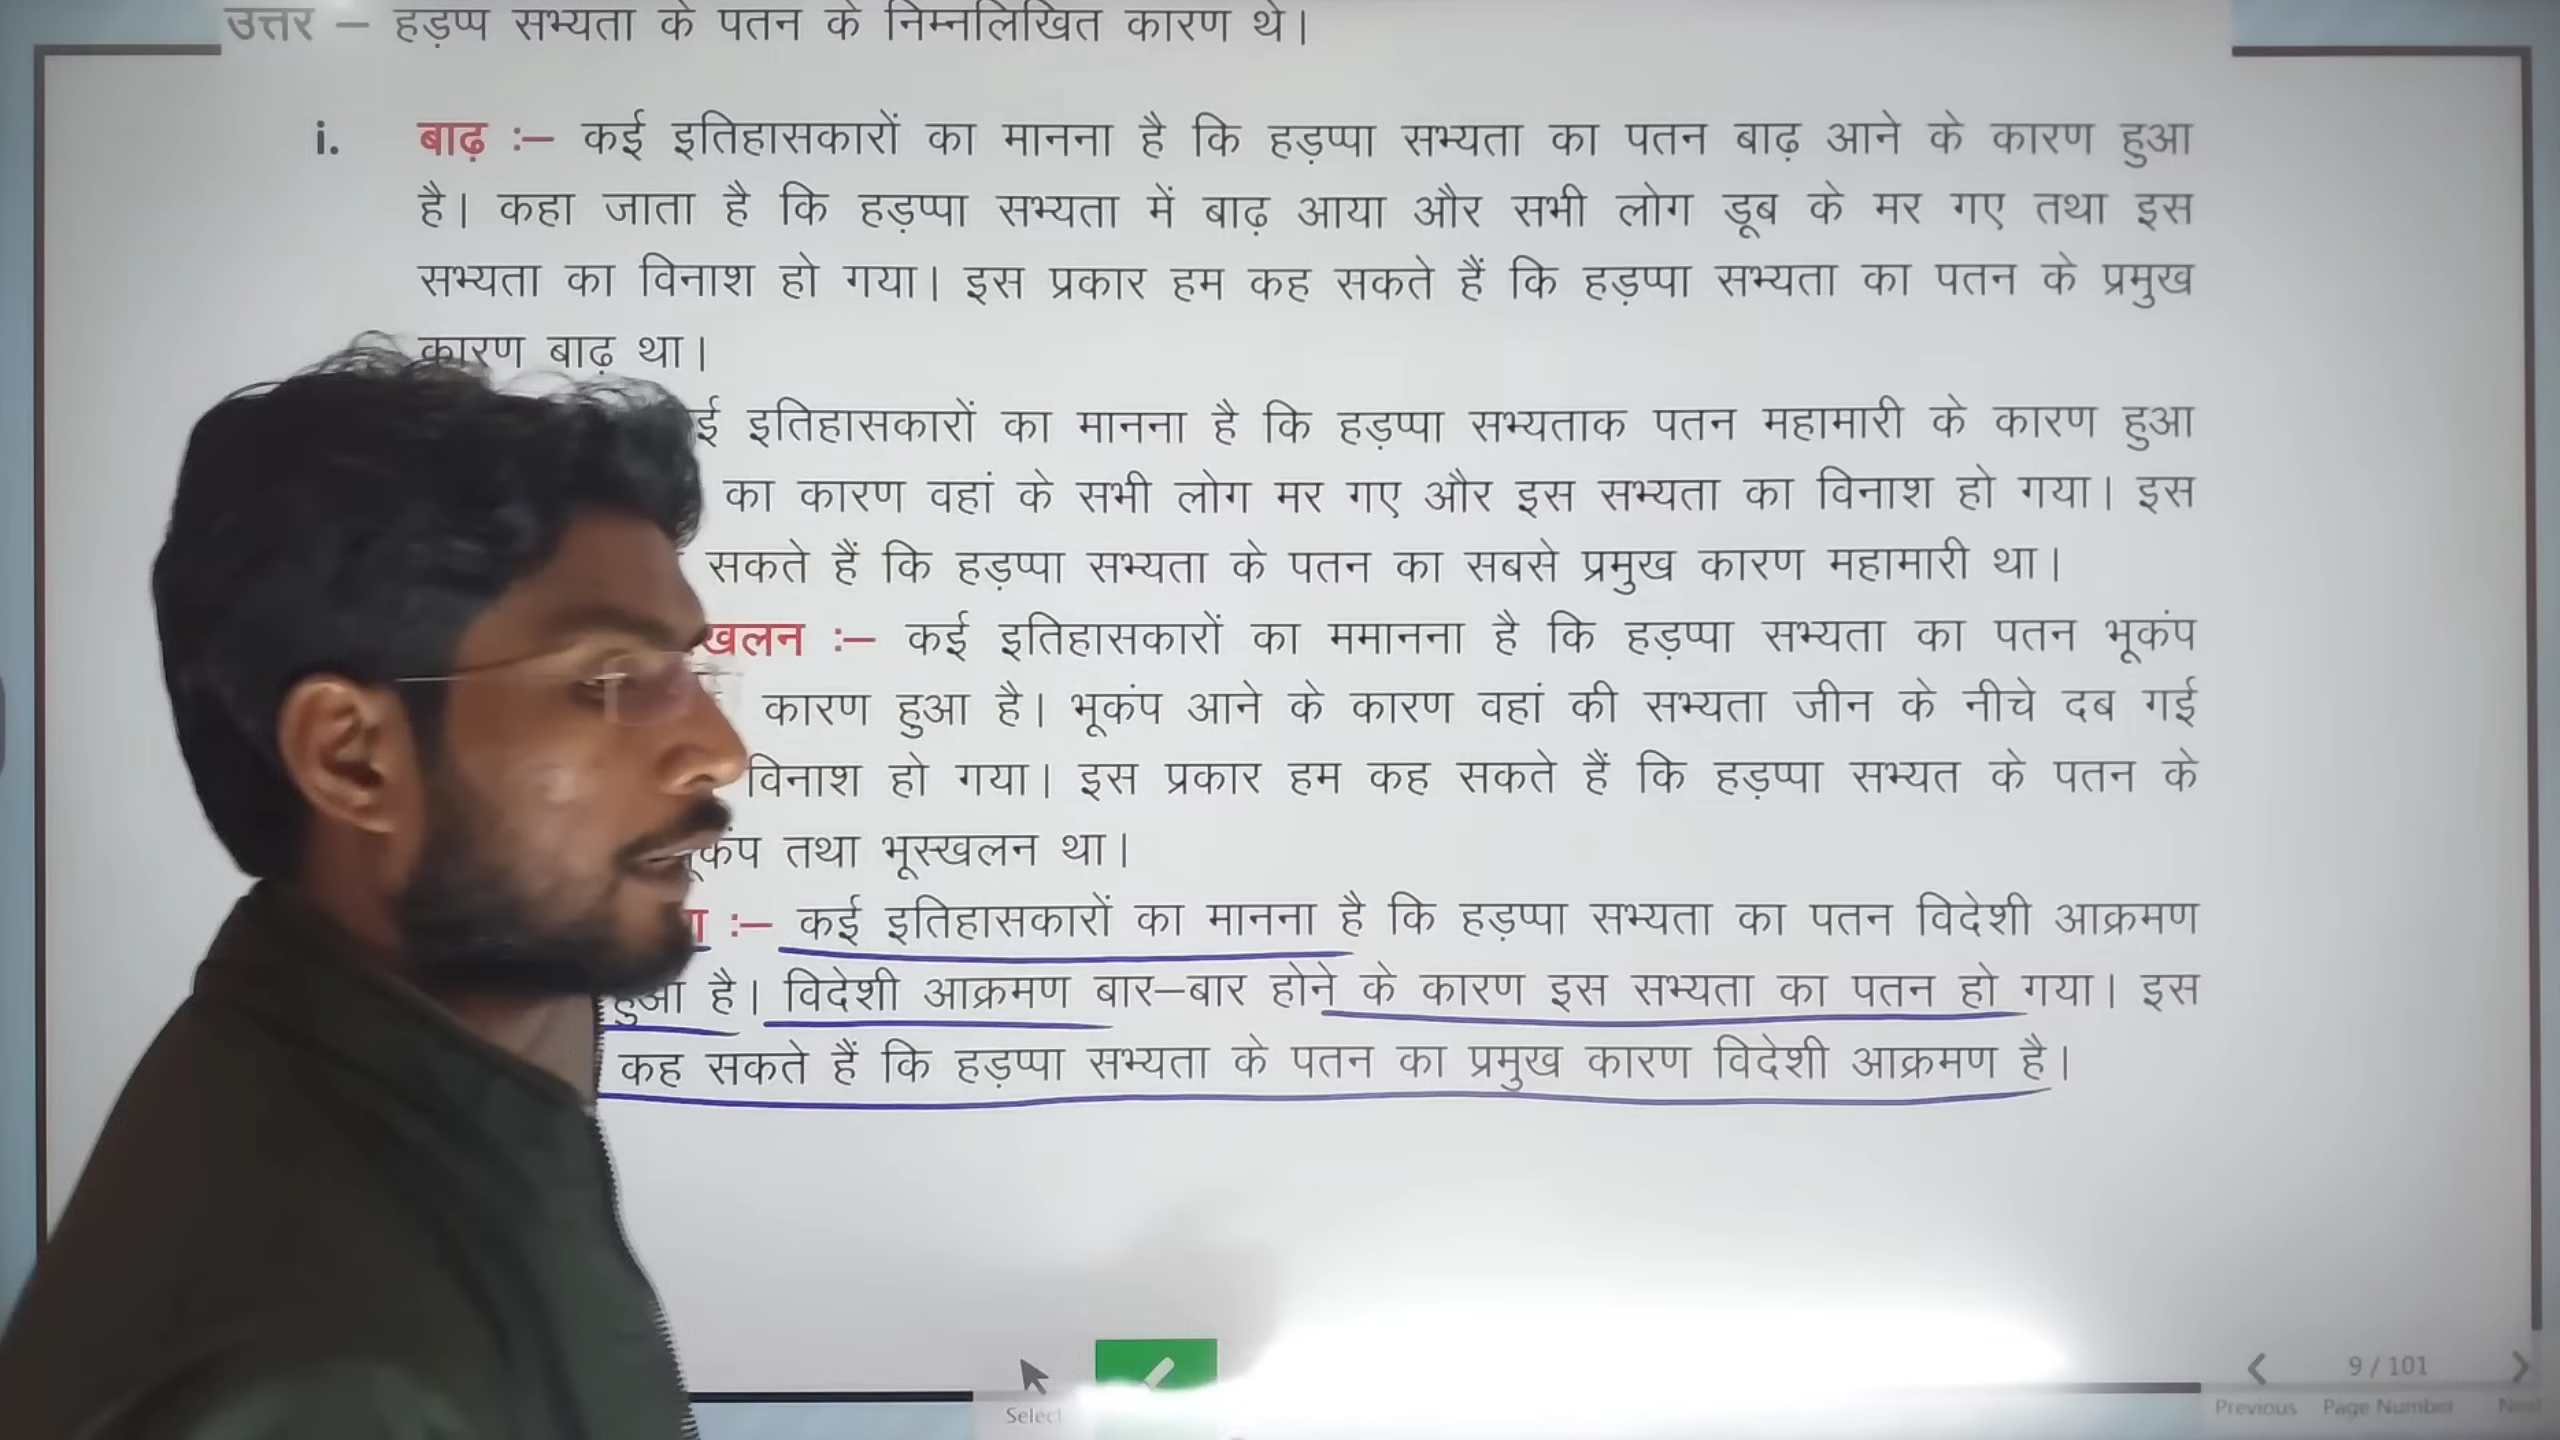 उत्तर – हड़प्प सभ्यता के पतन के निम्नलिखित कारण थे।
i. बाढ़ :– कई इतिहासकारों का मानना है कि हड़प्पा सभ्यता का पतन बाढ़ आने के कारण हुआ
है। कहा जाता है कि हड़प्पा सभ्यता में बाढ़ आया और सभी लोग डूब के मर गए तथा इस
सभ्यता का विनाश हो गया। इस प्रकार हम कह सकते हैं कि हड़प्पा सभ्यता का पतन के प्रमुख
कारण बाढ़ था।
इतिहासकारों का मानना है कि हड़प्पा सभ्यताक पतन महामारी के कारण हुआ
का कारण वहां के सभी लोग मर गए और इस सभ्यता का विनाश हो गया। इस
सकते हैं कि हड़प्पा सभ्यता के पतन का सबसे प्रमुख कारण महामारी था।
खलन :– कई इतिहासकारों का ममानना है कि हड़प्पा सभ्यता का पतन भूकंप
कारण हुआ है। भूकंप आने के कारण वहां की सभ्यता जीन के नीचे दब गई
विनाश हो गया। इस प्रकार हम कह सकते हैं कि हड़प्पा सभ्यत के पतन के
तथा भूस्खलन था।
:– कई इतिहासकारों का मानना है कि हड़प्पा सभ्यता का पतन विदेशी आक्रमण
हुआ है। विदेशी आक्रमण बार–बार होने के कारण इस सभ्यता का पतन हो गया। इस
कह सकते हैं कि हड़प्पा सभ्यता के पतन का प्रमुख कारण विदेशी आक्रमण है।
9 / 101
Select
Previous Page Number Next